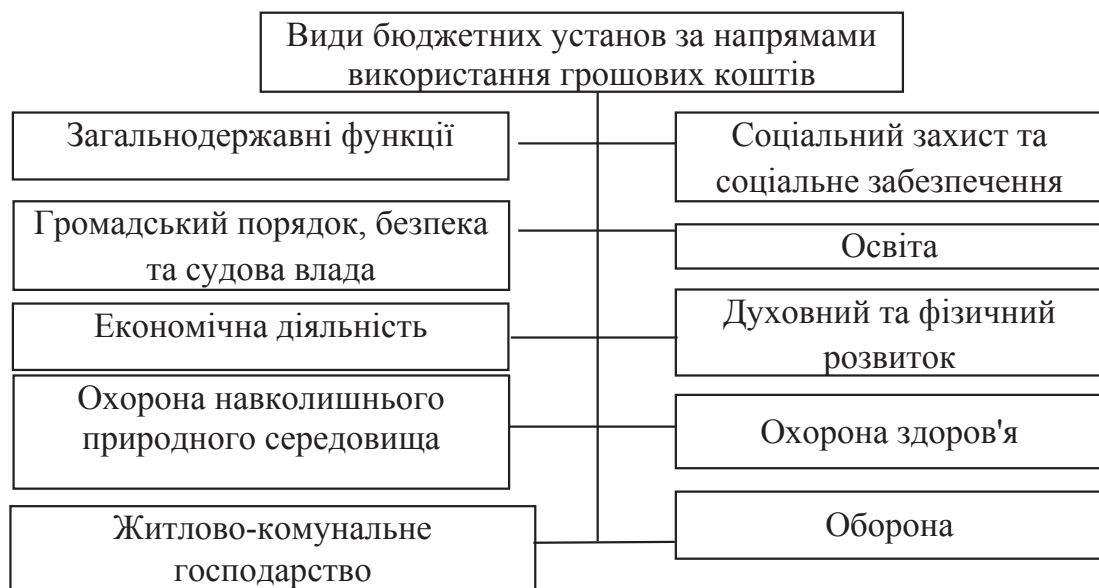 Види бюджетних установ за напрямами
використання грошових коштів
Загальнодержавні функції
Соціальний захист та
соціальне забезпечення
Громадський порядок, безпека
та судова влада
Освіта
Економічна діяльність
Духовний та фізичний
розвиток
Охорона навколишнього
природного середовища
Охорона здоров'я
Житлово-комунальне
господарство
Оборона